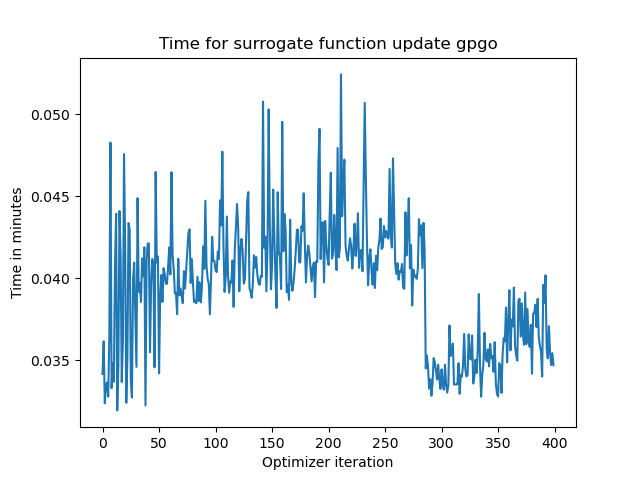 Time for surrogate function update gpgo
Time in minutes
0.050
0.045
0.040
0.035
0 50 100 150 200 250 300 350 400
Optimizer iteration